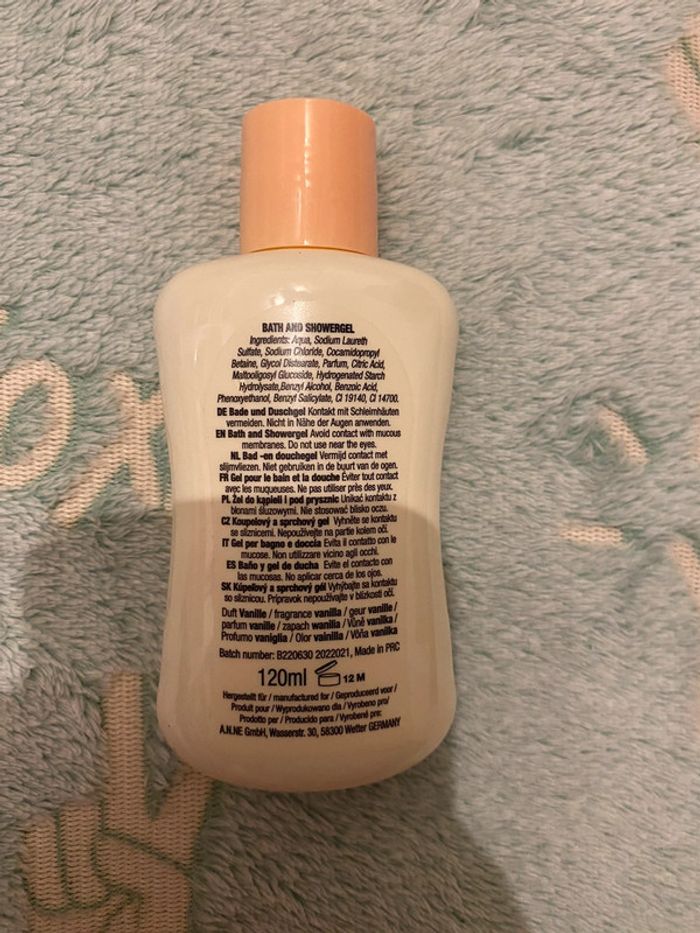 BATH AND SHOWERGEL
Ingredients: Aqua, Sodium Laureth
Sulfate, Sodium Chloride, Cocamidopropyl
Betaine, Glycol Distearate, Parfum, Citric Acid,
Maltooligosyl Glucoside, Hydrogenated Starch
Hydrolysate,Benzyl Alcohol, Benzoic Acid,
Phenoxyethanol, Benzyl Salicylate, CI 19140, CI 14700.
DE Bade und Duschgel Kontakt mit Schleimhäuten
vermeiden. Nicht in Nähe der Augen anwenden.
EN Bath and Showergel Avoid contact with mucous
membranes. Do not use near the eyes.
NL Bad -en douchegel Vermijd contact met
slijmvliezen. Niet gebruiken in de buurt van de ogen.
FR Gel pour le bain et la douche Éviter tout contact
avec les muqueuses. Ne pas utiliser près des yeux.
PL Żel do kąpieli i pod prysznic Unikać kontaktu z
błonami śluzowymi. Nie stosować blisko oczu.
CZ Koupelový a sprchový gel Vyhněte se kontaktu
se sliznicemi. Nepoužívejte na partie kolem očí.
IT Gel per bagno e doccia Evita il contatto con le
mucose. Non utilizzare vicino agli occhi.
ES Baño y gel de ducha Evite el contacto con
las mucosas. No aplicar cerca de los ojos.
SK Kúpeľový a sprchový gél Vyhýbajte sa kontaktu
so sliznicou. Prípravok nepoužívajte v blízkosti očí.
Duft Vanille / fragrance vanilla / geur vanille /
parfum vanille / zapach wanilia / Vůně vanilka /
Profumo vaniglia / Olor vainilla / Vôňa vanilka
Batch number: B220630 2022021, Made in PRC
120ml 12 M
Hergestellt für / manufactured for / Geproduceerd voor /
Produit pour / Wyprodukowano dla / Vyrobeno pro/
Prodotto per / Producido para / Vyrobené pre:
A.N.NE GmbH, Wasserstr. 30, 58300 Wetter GERMANY